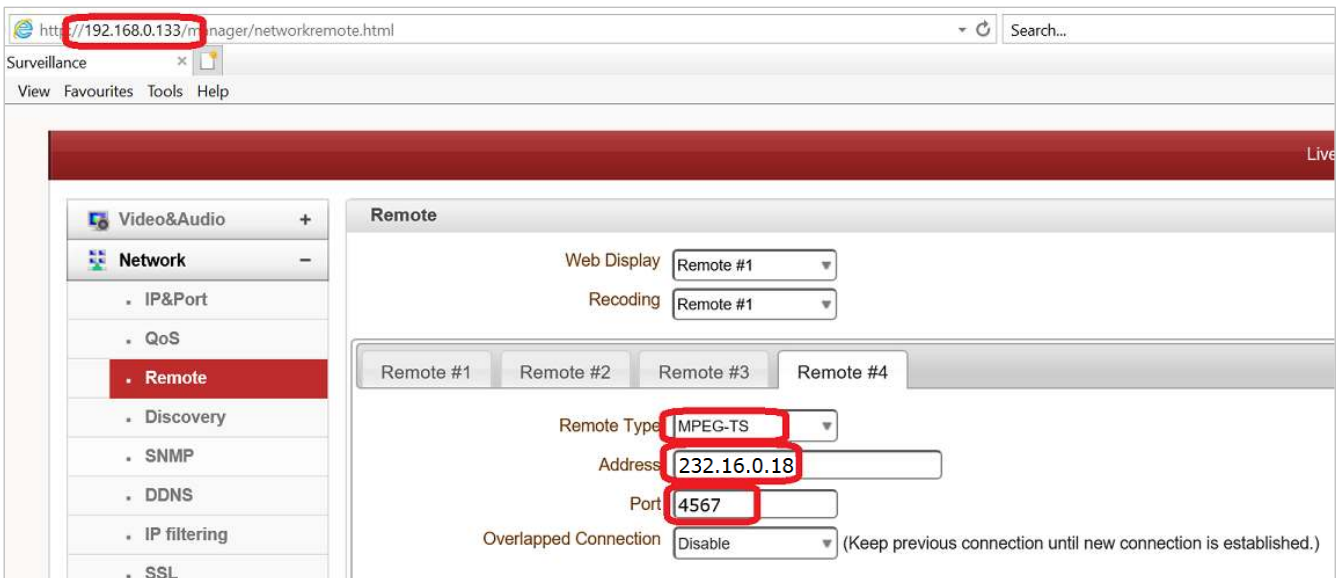 http://192.168.0.133/manager/networkremote.html Search...
Surveillance
View Favourites Tools Help
Live
Video&Audio +
Network −
IP&Port
QoS
Remote
Discovery
SNMP
DDNS
IP filtering
SSL
Remote
Web Display Remote #1
Recoding Remote #1
Remote #1 Remote #2 Remote #3 Remote #4
Remote Type MPEG-TS
Address 232.16.0.18
Port 4567
Overlapped Connection Disable (Keep previous connection until new connection is established.)